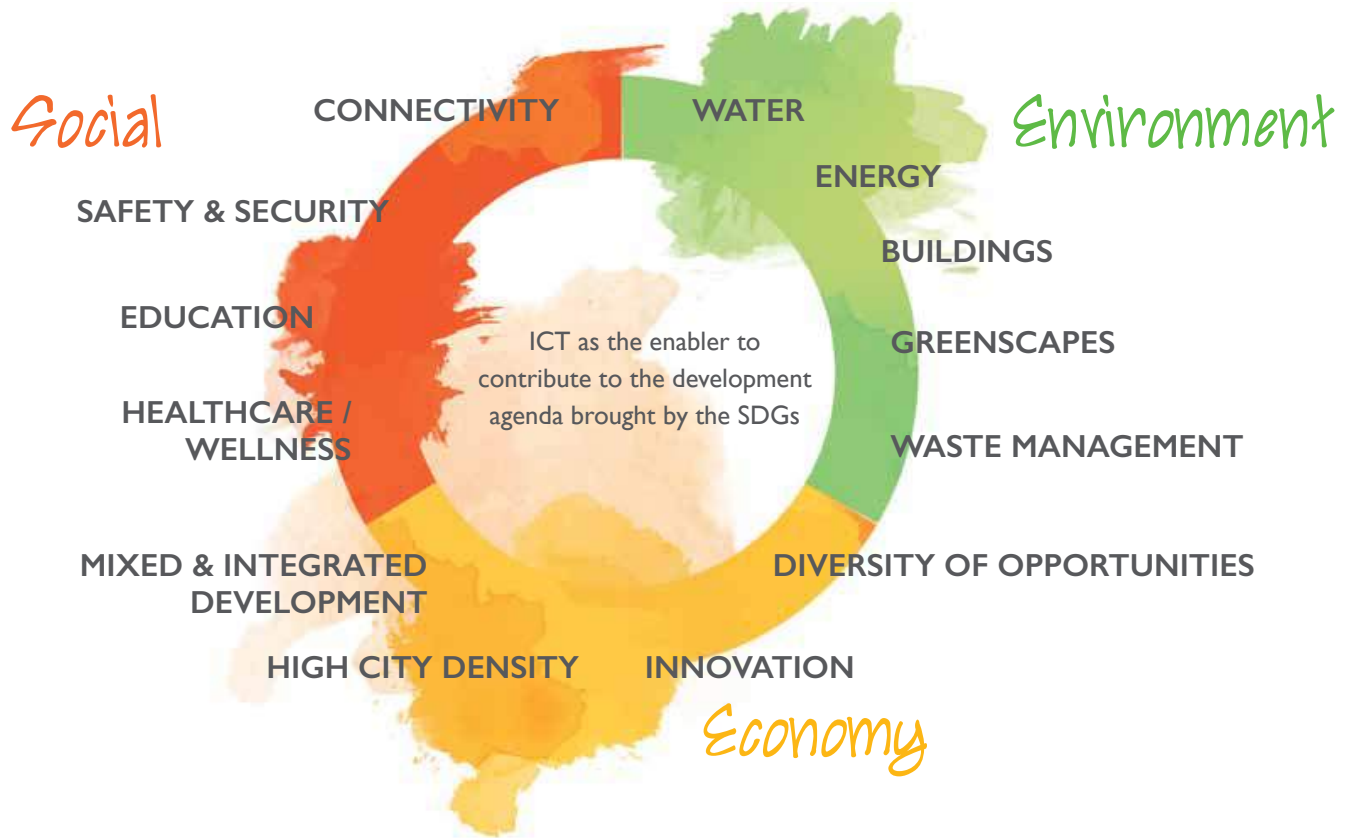 Social
CONNECTIVITY
WATER
Environment
ENERGY
SAFETY & SECURITY
BUILDINGS
EDUCATION
ICT as the enabler to
contribute to the development
agenda brought by the SDGs
GREENSCAPES
HEALTHCARE /
WELLNESS
WASTE MANAGEMENT
MIXED & INTEGRATED
DEVELOPMENT
DIVERSITY OF OPPORTUNITIES
HIGH CITY DENSITY
INNOVATION
Economy